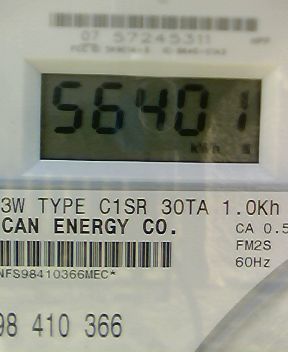 07 57245311
56401
kWh
3W TYPE C1SR 30TA 1.0Kh
CAN ENERGY CO.
CA 0.5
FM2S
60Hz
NFS98410366MEC*
98 410 366